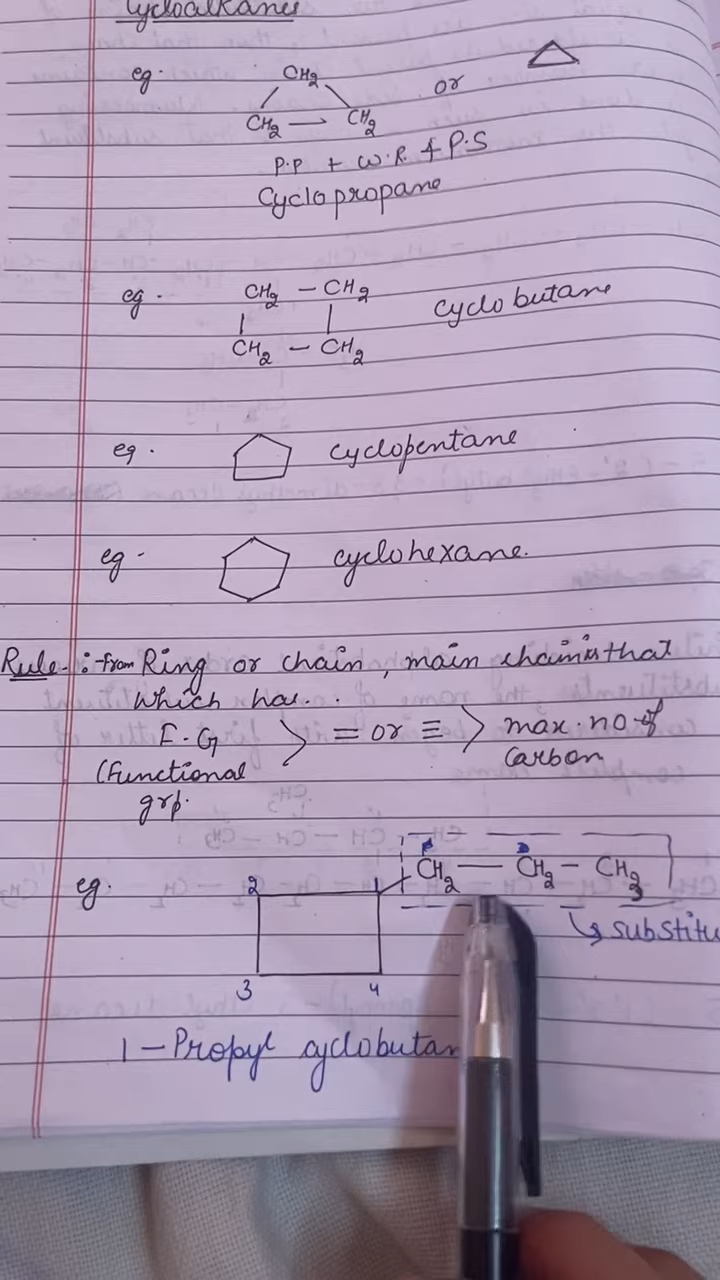 Cycloalkanes
eg. CH2 or
CH2 — CH2
P.P + W.R + P.S
Cyclopropane
eg. CH2 — CH2 Cyclobutane
CH2 — CH2
eg. cyclopentane
eg. cyclohexane.
Rule : from Ring or chain, main chain is that
which has..
F.G > = or ≡ > max. no of
(Functional Carbon
grp.
CH2 — CH2 — CH3
eg. 2 1
↳ substitu
3 4
1 – Propyl cyclobutan